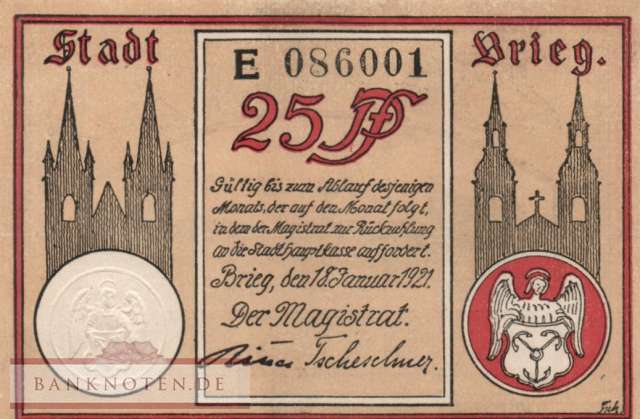 Stadt Brieg.
E 086001
25 Pf
Gültig bis zum Ablauf desjenigen
Monats, der auf den Monat folgt,
in dem der Magistrat zur Rückzahlung
an die Stadthauptkasse auffordert.
Brieg, den 18. Januar 1921.
Der Magistrat.
Tscheschner.
BANKNOTEN.DE